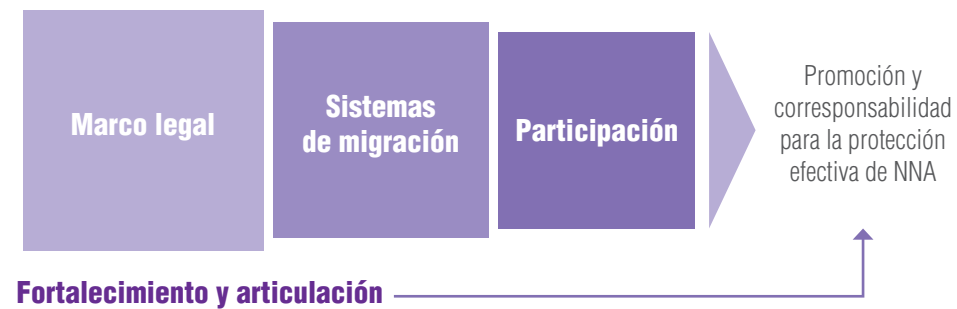 Marco legal
Sistemas
de migración
Participación
Promoción y
corresponsabilidad
para la protección
efectiva de NNA
Fortalecimiento y articulación